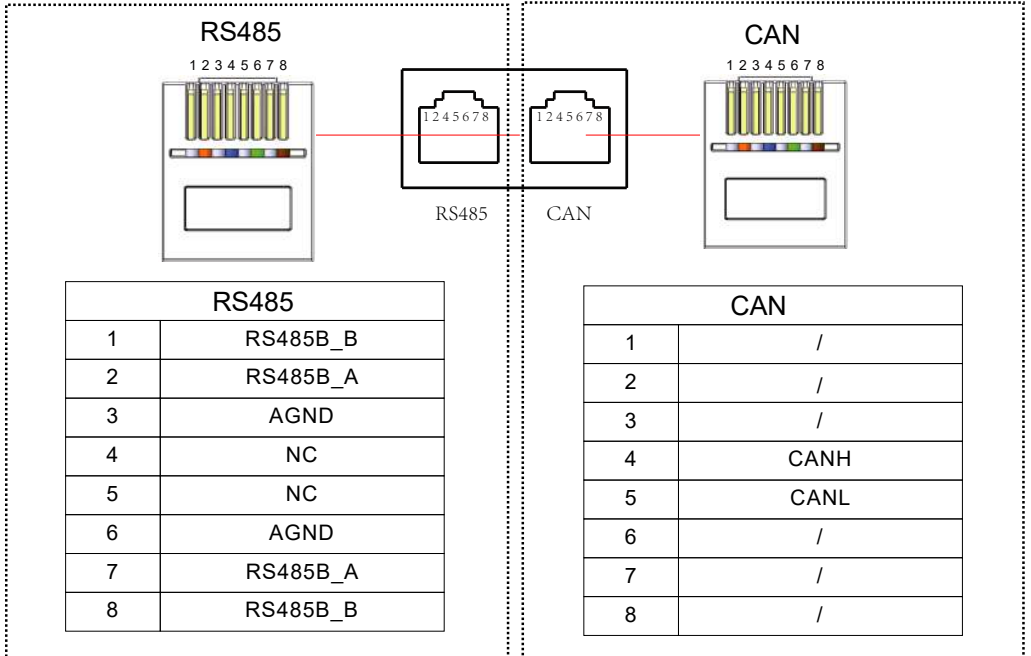 RS485
1 2 3 4 5 6 7 8
RS485
1 RS485B_B
2 RS485B_A
3 AGND
4 NC
5 NC
6 AGND
7 RS485B_A
8 RS485B_B
1 2 4 5 6 7 8
1 2 4 5 6 7 8
RS485 CAN
CAN
1 2 3 4 5 6 7 8
CAN
1 /
2 /
3 /
4 CANH
5 CANL
6 /
7 /
8 /